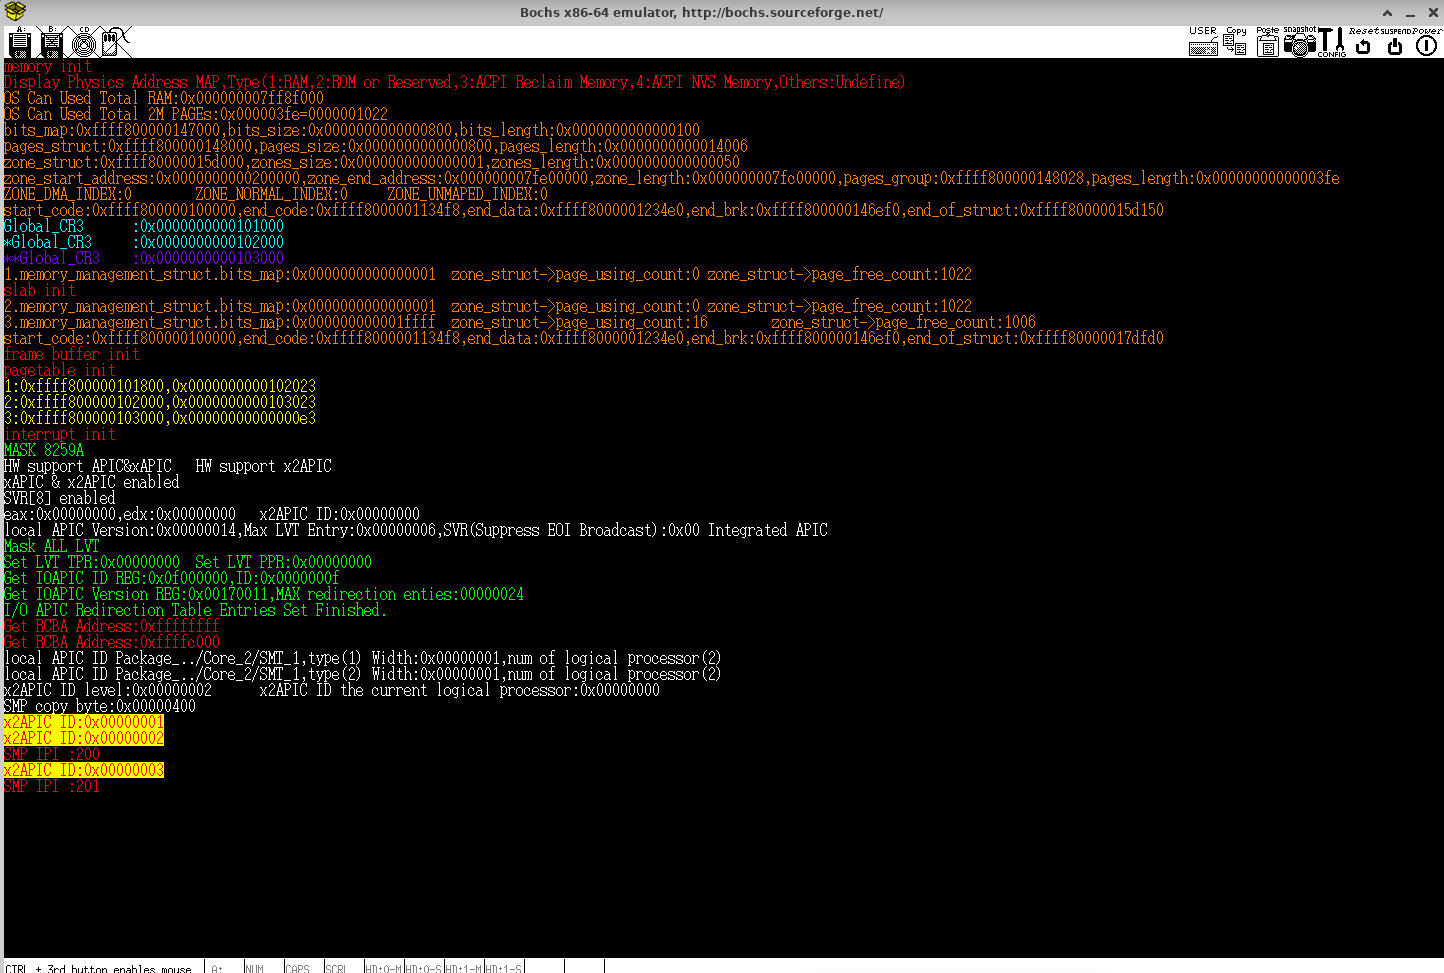 Bochs x86-64 emulator, http://bochs.sourceforge.net/
A: B: CD USER Copy Paste snapshot CONFIG Reset SUSPEND Power
memory init
Display Physics Address MAP,Type(1:RAM,2:ROM or Reserved,3:ACPI Reclaim Memory,4:ACPI NVS Memory,Others:Undefine)
OS Can Used Total RAM:0x000000007ff8f000
OS Can Used Total 2M PAGEs:0x000003fe=0000001022
bits_map:0xffff800000147000,bits_size:0x0000000000000800,bits_length:0x0000000000000100
pages_struct:0xffff800000148000,pages_size:0x0000000000000800,pages_length:0x0000000000014006
zone_struct:0xffff80000015d000,zones_size:0x0000000000000001,zones_length:0x0000000000000050
zone_start_address:0x0000000000200000,zone_end_address:0x000000007fe00000,zone_length:0x000000007fc00000,pages_group:0xffff800000148028,pages_length:0x00000000000003fe
ZONE_DMA_INDEX:0 ZONE_NORMAL_INDEX:0 ZONE_UNMAPED_INDEX:0
start_code:0xffff800000100000,end_code:0xffff8000001134f8,end_data:0xffff8000001234e0,end_brk:0xffff800000146ef0,end_of_struct:0xffff80000015d150
Global_CR3 :0x0000000000101000
*Global_CR3 :0x0000000000102000
**Global_CR3 :0x0000000000103000
1.memory_management_struct.bits_map:0x0000000000000001 zone_struct->page_using_count:0 zone_struct->page_free_count:1022
slab init
2.memory_management_struct.bits_map:0x0000000000000001 zone_struct->page_using_count:0 zone_struct->page_free_count:1022
3.memory_management_struct.bits_map:0x000000000001ffff zone_struct->page_using_count:16 zone_struct->page_free_count:1006
start_code:0xffff800000100000,end_code:0xffff8000001134f8,end_data:0xffff8000001234e0,end_brk:0xffff800000146ef0,end_of_struct:0xffff80000017dfd0
frame buffer init
pagetable init
1:0xffff800000101800,0x0000000000102023
2:0xffff800000102000,0x0000000000103023
3:0xffff800000103000,0x00000000000000e3
interrupt init
MASK 8259A
HW support APIC&xAPIC HW support x2APIC
xAPIC & x2APIC enabled
SVR[8] enabled
eax:0x00000000,edx:0x00000000 x2APIC ID:0x00000000
local APIC Version:0x00000014,Max LVT Entry:0x00000006,SVR(Suppress EOI Broadcast):0x00 Integrated APIC
Mask ALL LVT
Set LVT TPR:0x00000000 Set LVT PPR:0x00000000
Get IOAPIC ID REG:0x0f000000,ID:0x0000000f
Get IOAPIC Version REG:0x00170011,MAX redirection enties:00000024
I/O APIC Redirection Table Entries Set Finished.
Get RCBA Address:0xffffffff
Get RCBA Address:0xffffc000
local APIC ID Package_../Core_2/SMT_1,type(1) Width:0x00000001,num of logical processor(2)
local APIC ID Package_../Core_2/SMT_1,type(2) Width:0x00000001,num of logical processor(2)
x2APIC ID level:0x00000002 x2APIC ID the current logical processor:0x00000000
SMP copy byte:0x00000400
x2APIC ID:0x00000001
x2APIC ID:0x00000002
SMP IPI :200
x2APIC ID:0x00000003
SMP IPI :201
CTRL + 3rd button enables mouse A: NUM CAPS SCRL HD:0-M HD:0-S HD:1-M HD:1-S